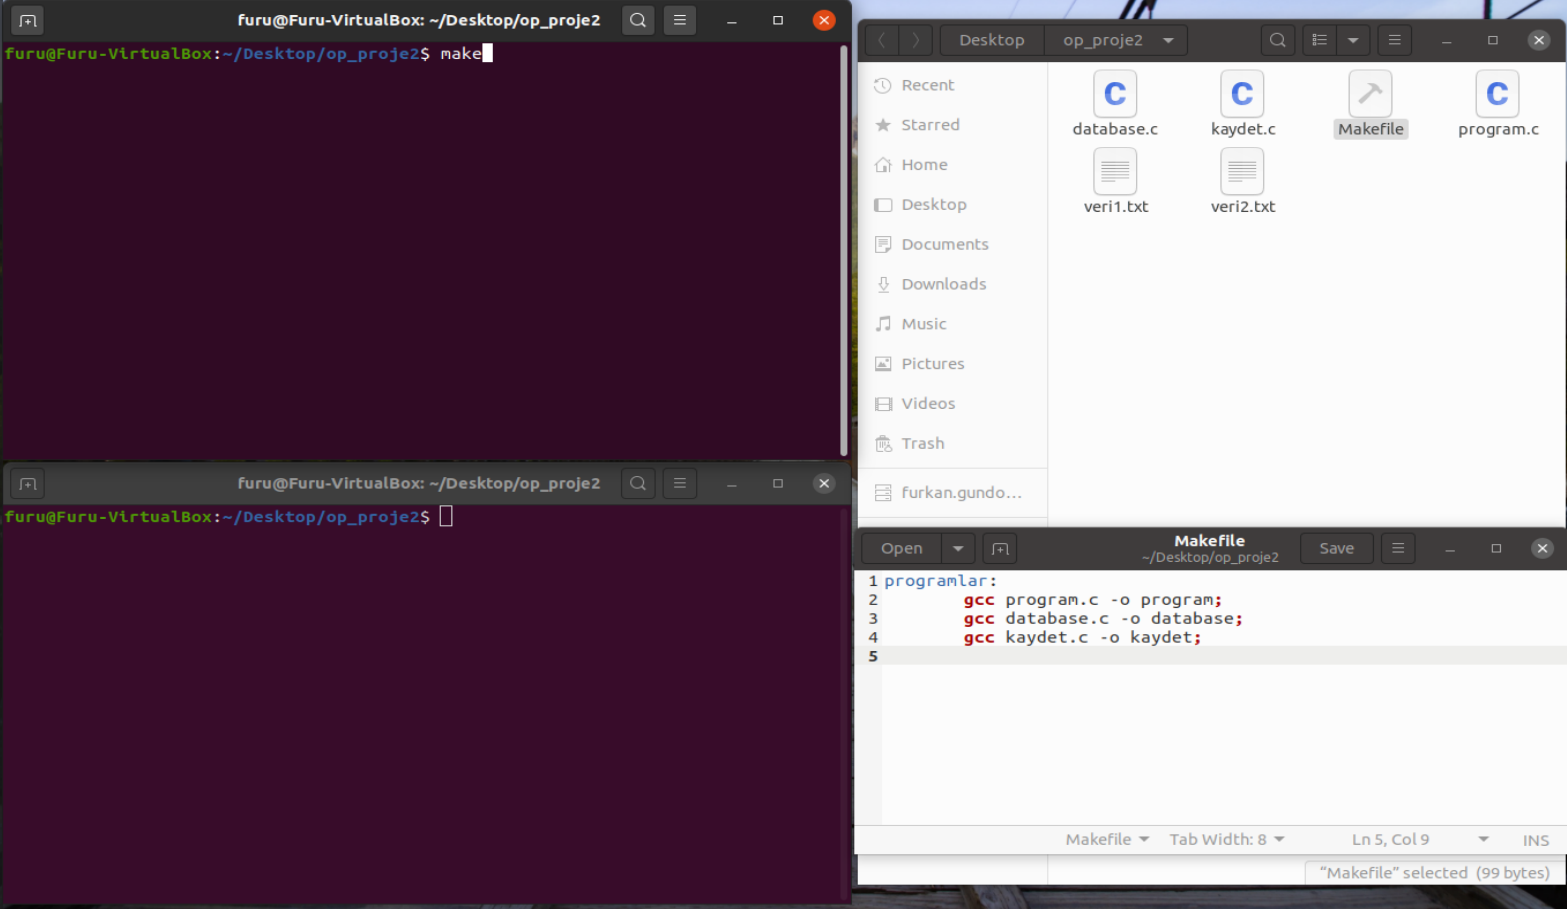 furu@Furu-VirtualBox: ~/Desktop/op_proje2
furu@Furu-VirtualBox:~/Desktop/op_proje2$ make
furu@Furu-VirtualBox: ~/Desktop/op_proje2
furu@Furu-VirtualBox:~/Desktop/op_proje2$
Desktop op_proje2
Recent
Starred
Home
Desktop
Documents
Downloads
Music
Pictures
Videos
Trash
furkan.gundo...
database.c kaydet.c Makefile program.c
veri1.txt veri2.txt
Open Makefile Save
~/Desktop/op_proje2
1 programlar:
2 gcc program.c -o program;
3 gcc database.c -o database;
4 gcc kaydet.c -o kaydet;
5
Makefile Tab Width: 8 Ln 5, Col 9 INS
“Makefile” selected (99 bytes)